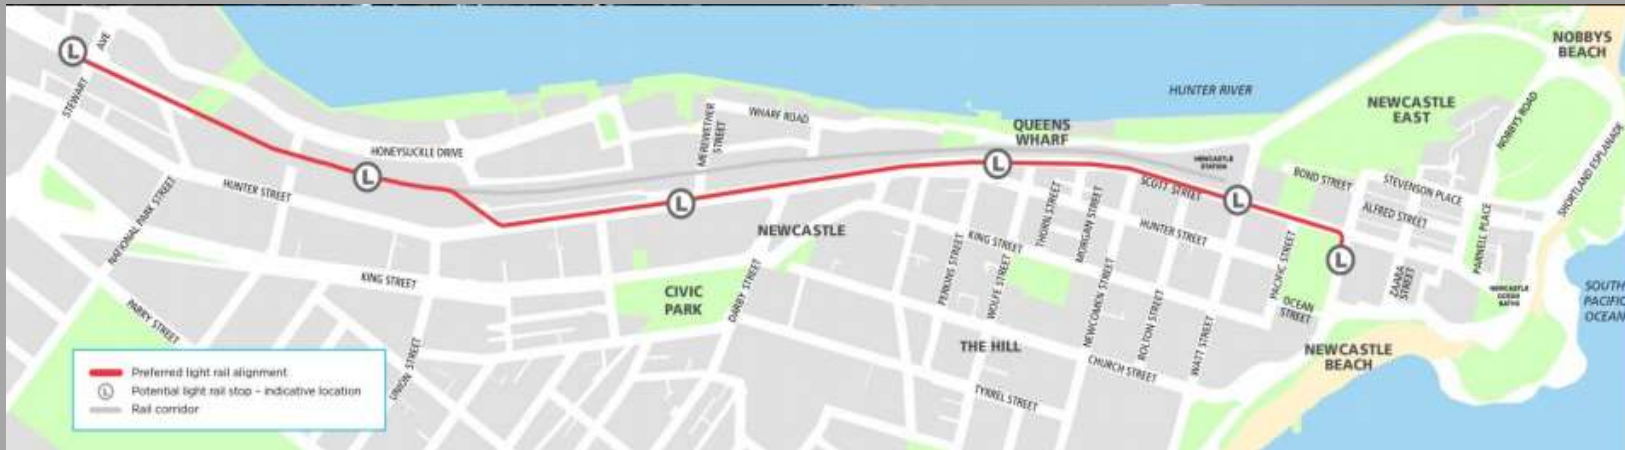 L
STEWART
AVE
NOBBYS
BEACH
HUNTER RIVER
NEWCASTLE
EAST
NOBBYS ROAD
SHORTLAND ESPLANADE
MEREWETHER
STREET
WHARF ROAD
QUEENS
WHARF
HONEYSUCKLE DRIVE
L
L
L
L
L
NEWCASTLE
STATION
SCOTT STREET
BOND STREET
STEVENSON PLACE
ALFRED STREET
PARNELL PLACE
HUNTER STREET
NATIONAL PARK STREET
NEWCASTLE
THORN STREET
MORGAN STREET
HUNTER STREET
KING STREET
PERKINS STREET
WOLFE STREET
NEWCOMEN STREET
BOLTON STREET
WATT STREET
PACIFIC STREET
OCEAN
STREET
ZAARA
STREET
NEWCASTLE
OCEAN
BATHS
SOUTH
PACIFIC
OCEAN
KING STREET
PARRY STREET
CIVIC
PARK
DARBY STREET
UNION STREET
THE HILL
CHURCH STREET
TYRREL STREET
NEWCASTLE
BEACH
Preferred light rail alignment
L Potential light rail stop – indicative location
Rail corridor